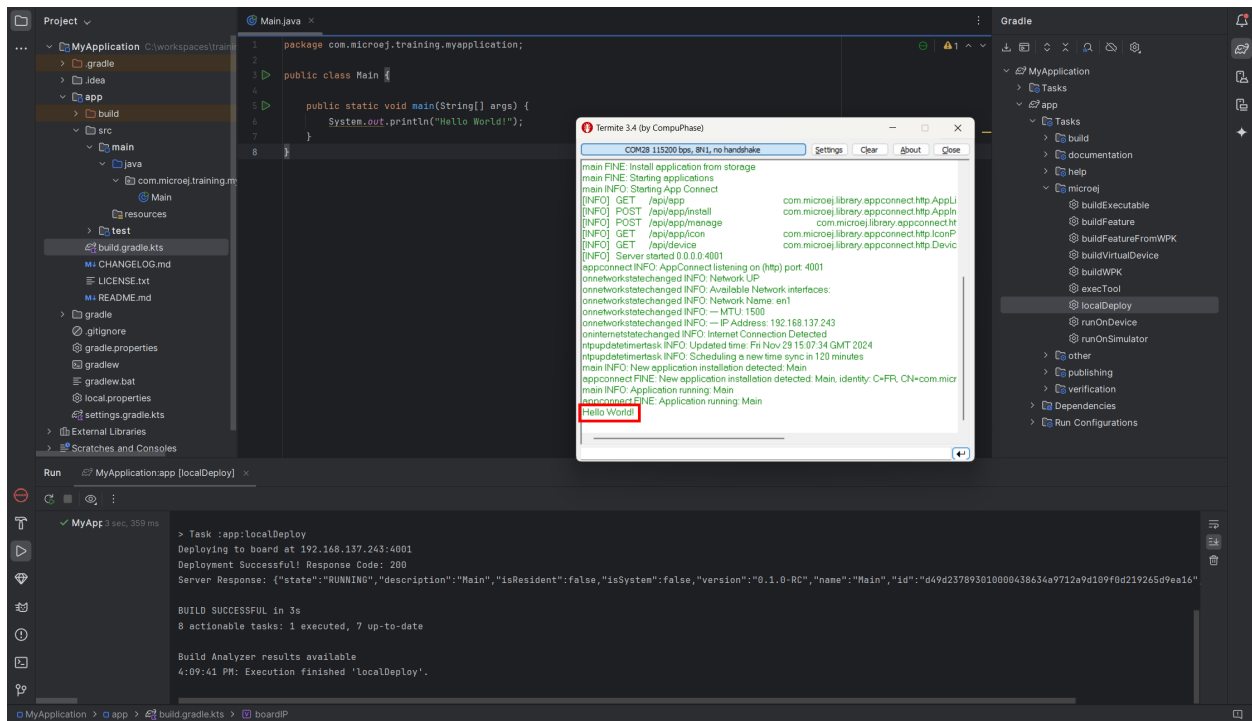 Project
MyApplication C:\workspaces\trainin
.gradle
.idea
app
build
src
main
java
com.microej.training.my
Main
resources
test
build.gradle.kts
CHANGELOG.md
LICENSE.txt
README.md
gradle
.gitignore
gradle.properties
gradlew
gradlew.bat
local.properties
settings.gradle.kts
External Libraries
Scratches and Consoles
Main.java
1 package com.microej.training.myapplication;
2
3 public class Main {
4
5 public static void main(String[] args) {
6 System.out.println("Hello World!");
7 }
8 }
1
Termite 3.4 (by CompuPhase)
COM28 115200 bps, 8N1, no handshake Settings Clear About Close
main FINE: Install application from storage
main FINE: Starting applications
main INFO: Starting App Connect
[INFO] GET /api/app com.microej.library.appconnect.http.AppLi
[INFO] POST /api/app/install com.microej.library.appconnect.http.AppIn
[INFO] POST /api/app/manage com.microej.library.appconnect.ht
[INFO] GET /api/app/icon com.microej.library.appconnect.http.IconP
[INFO] GET /api/device com.microej.library.appconnect.http.Devic
[INFO] Server started 0.0.0.0:4001
appconnect INFO: AppConnect listening on (http) port: 4001
onnetworkstatechanged INFO: Network UP
onnetworkstatechanged INFO: Available Network interfaces:
onnetworkstatechanged INFO: Network Name: en1
onnetworkstatechanged INFO: — MTU: 1500
onnetworkstatechanged INFO: — IP Address: 192.168.137.243
oninternetstatechanged INFO: Internet Connection Detected
ntpupdatetimertask INFO: Updated time: Fri Nov 29 15:07:34 GMT 2024
ntpupdatetimertask INFO: Scheduling a new time sync in 120 minutes
main INFO: New application installation detected: Main
appconnect FINE: New application installation detected: Main, identity: C=FR, CN=com.micr
main INFO: Application running: Main
appconnect FINE: Application running: Main
Hello World!
Gradle
MyApplication
Tasks
app
Tasks
build
documentation
help
microej
buildExecutable
buildFeature
buildFeatureFromWPK
buildVirtualDevice
buildWPK
execTool
localDeploy
runOnDevice
runOnSimulator
other
publishing
verification
Dependencies
Run Configurations
Run MyApplication:app [localDeploy]
MyApp 3 sec, 359 ms
> Task :app:localDeploy
Deploying to board at 192.168.137.243:4001
Deployment Successful! Response Code: 200
Server Response: {"state":"RUNNING","description":"Main","isResident":false,"isSystem":false,"version":"0.1.0-RC","name":"Main","id":"d49d237893010000438634a9712a9d109f0d219265d9ea16"
BUILD SUCCESSFUL in 3s
8 actionable tasks: 1 executed, 7 up-to-date
Build Analyzer results available
4:09:41 PM: Execution finished 'localDeploy'.
MyApplication > app > build.gradle.kts > boardIP